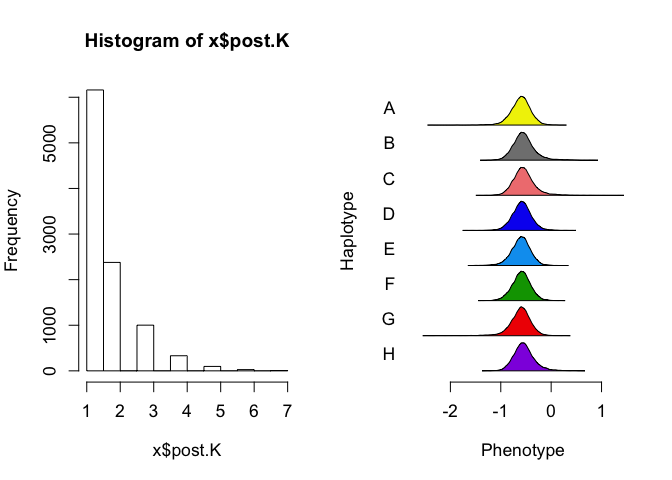 Histogram of x$post.K
Frequency
0
1000
3000
5000
1 2 3 4 5 6 7
x$post.K
Haplotype
A
B
C
D
E
F
G
H
-2 -1 0 1
Phenotype